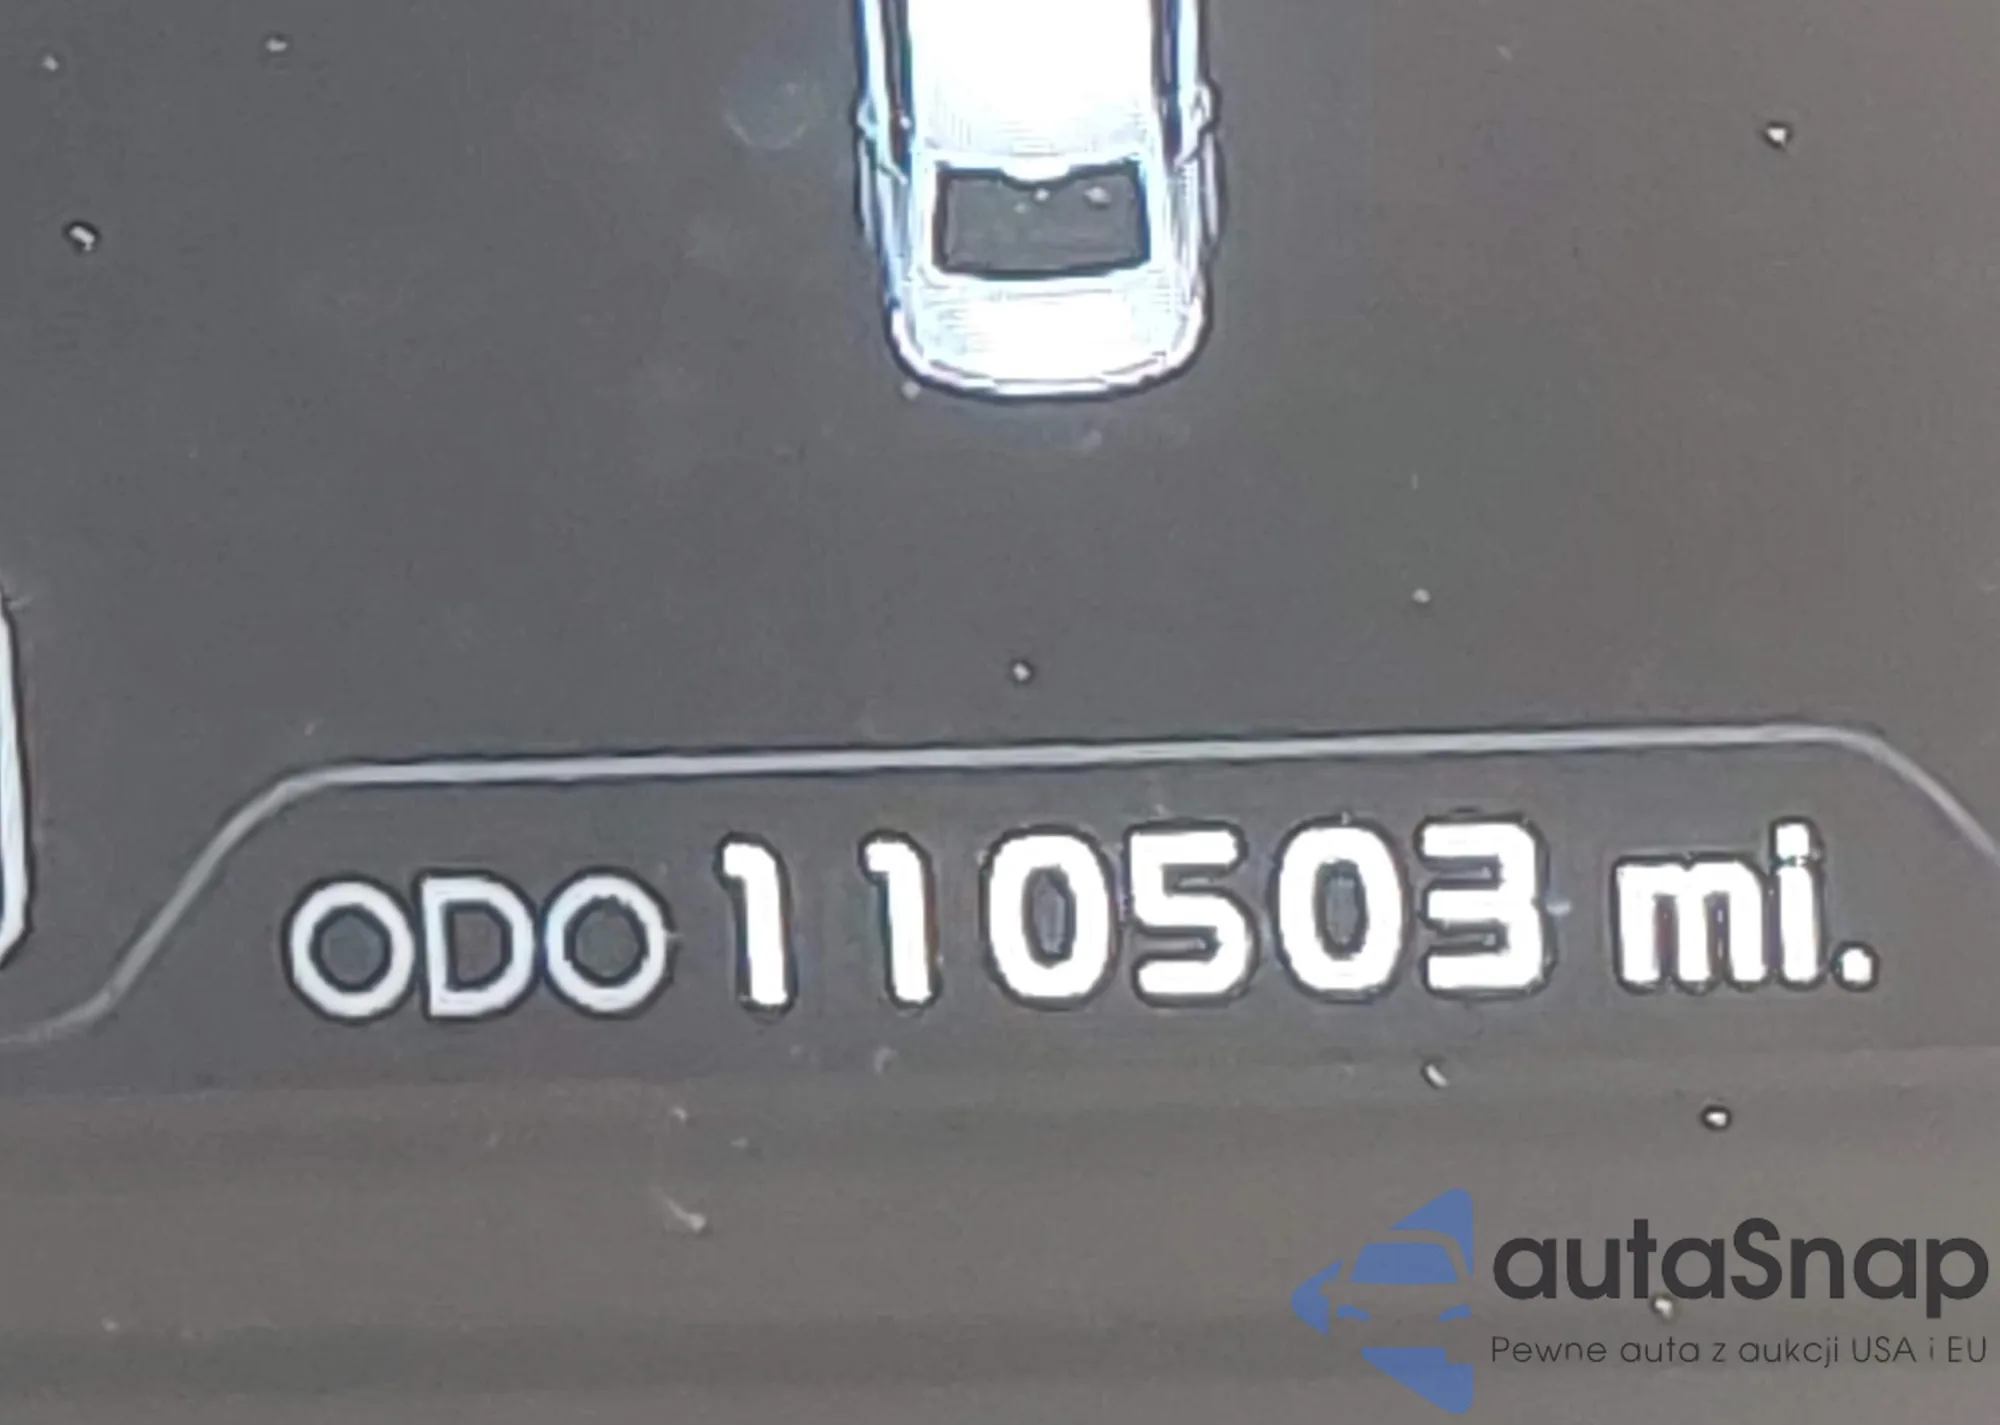 ODO 110503 mi.
autaSnap
Pewne auta z aukcji USA i EU